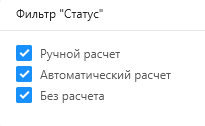 Фильтр "Статус"
Ручной расчет
Автоматический расчет
Без расчета